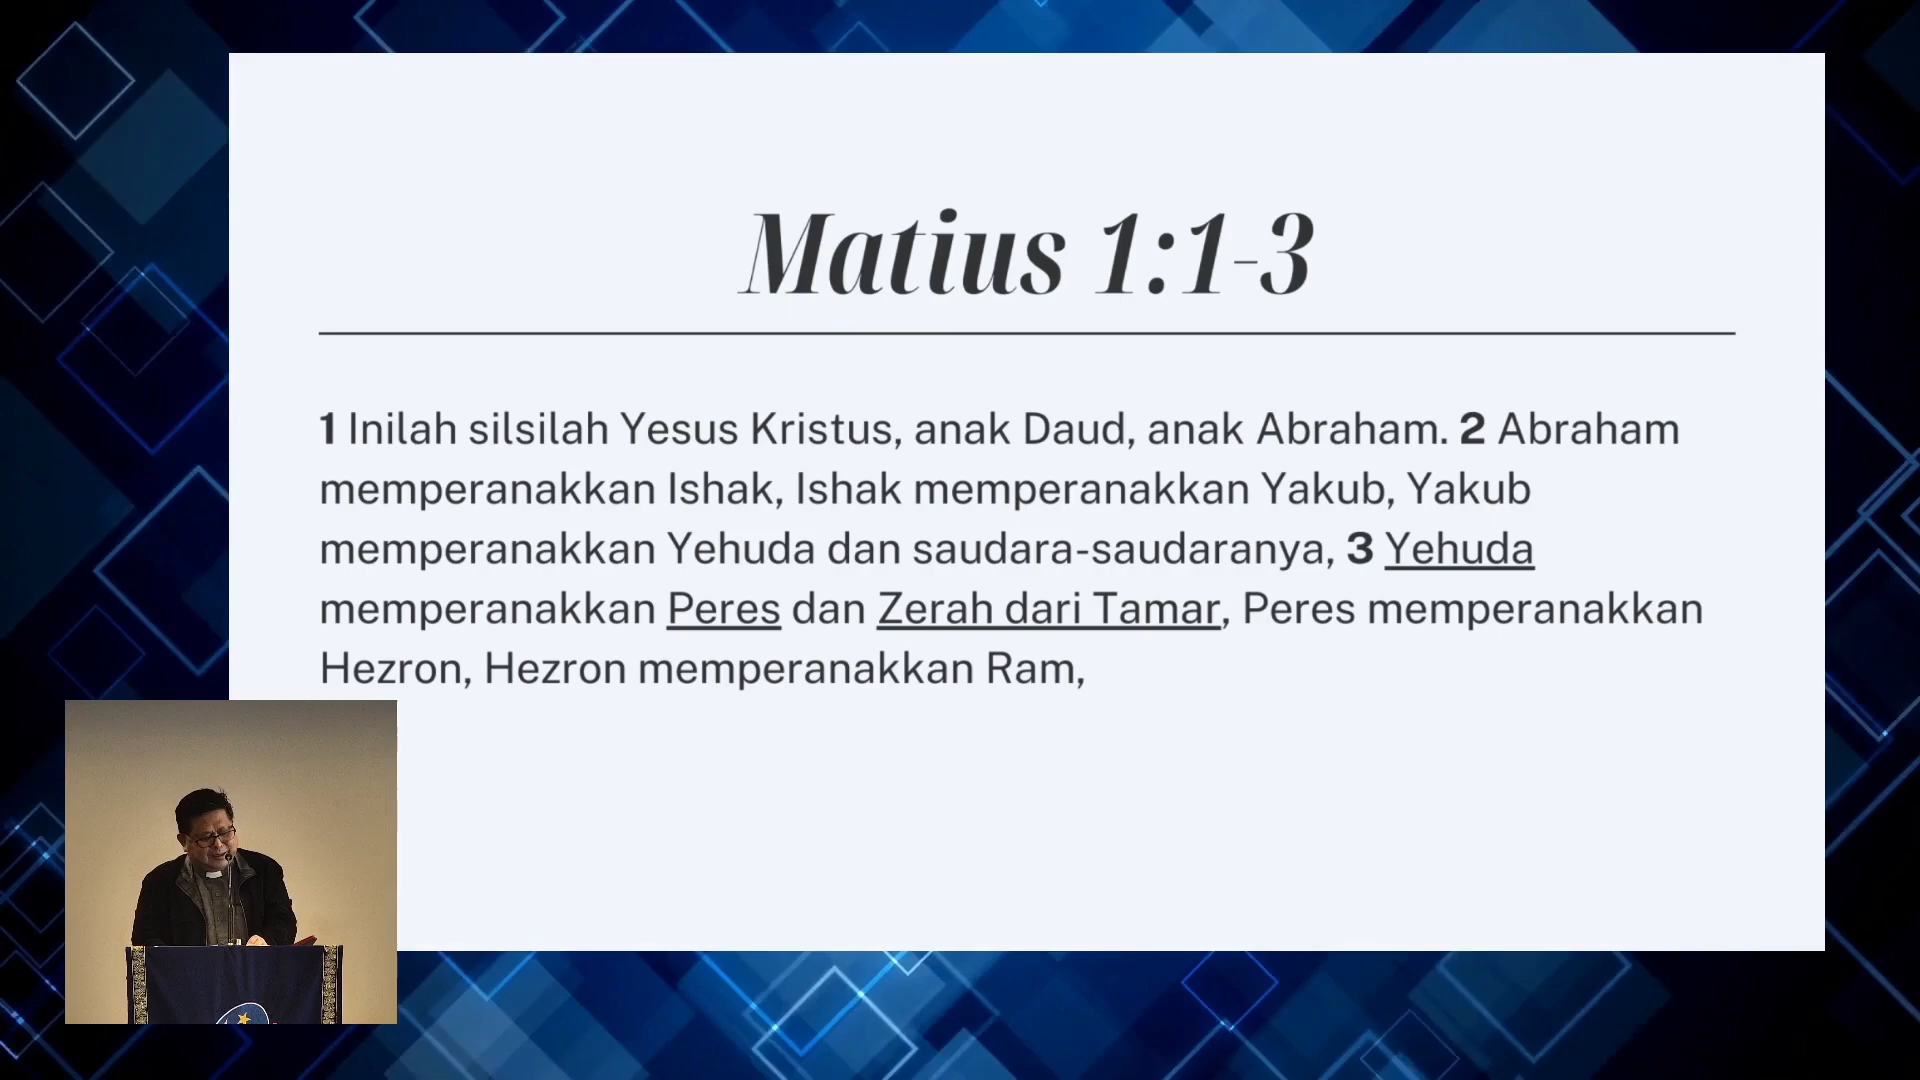 Matius 1:1-3
1 Inilah silsilah Yesus Kristus, anak Daud, anak Abraham. 2 Abraham
memperanakkan Ishak, Ishak memperanakkan Yakub, Yakub
memperanakkan Yehuda dan saudara-saudaranya, 3 Yehuda
memperanakkan Peres dan Zerah dari Tamar, Peres memperanakkan
Hezron, Hezron memperanakkan Ram,